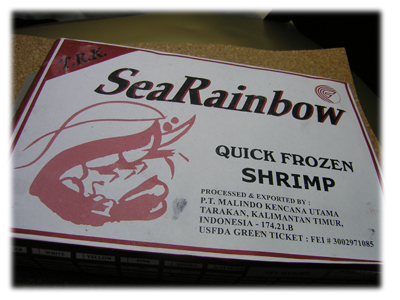 T.R.K.
SeaRainbow
QUICK FROZEN
SHRIMP
PROCESSED & EXPORTED BY :
P.T. MALINDO KENCANA UTAMA
TARAKAN, KALIMANTAN TIMUR,
INDONESIA - 174.21.B
USFDA GREEN TICKET ; FEI # 3002971085